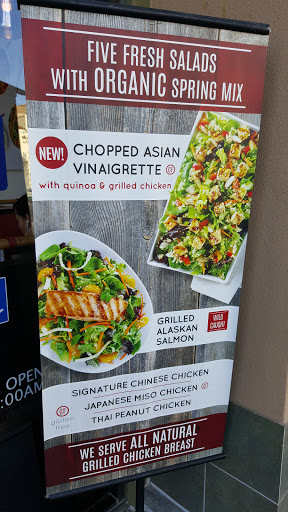 FIVE FRESH SALADS
WITH ORGANIC SPRING MIX
NEW!
CHOPPED ASIAN
VINAIGRETTE
with quinoa & grilled chicken
GRILLED
ALASKAN
SALMON
WILD
CAUGHT
SIGNATURE CHINESE CHICKEN
JAPANESE MISO CHICKEN
THAI PEANUT CHICKEN
gluten
free
WE SERVE ALL NATURAL
GRILLED CHICKEN BREAST
OPEN
:00AM